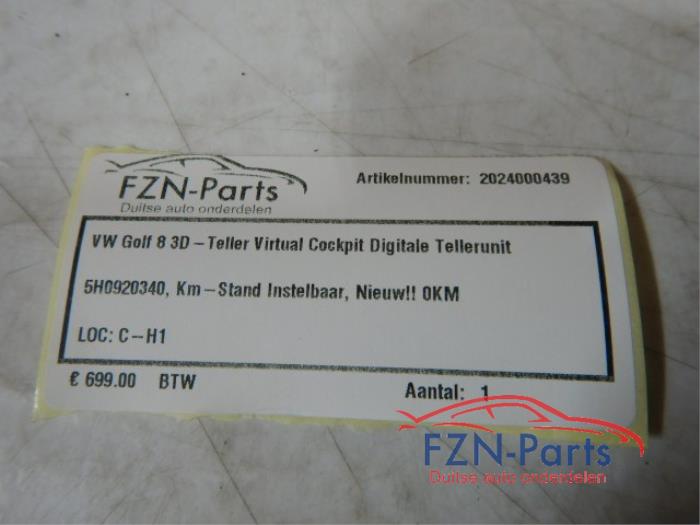 FZN-Parts
Duitse auto onderdelen
Artikelnummer: 2024000439
VW Golf 8 3D-Teller Virtual Cockpit Digitale Tellerunit
5H0920340, Km-Stand Instelbaar, Nieuw!! 0KM
LOC: C-H1
€ 699.00 BTW
Aantal: 1
FZN-Parts
Duitse auto onderdelen